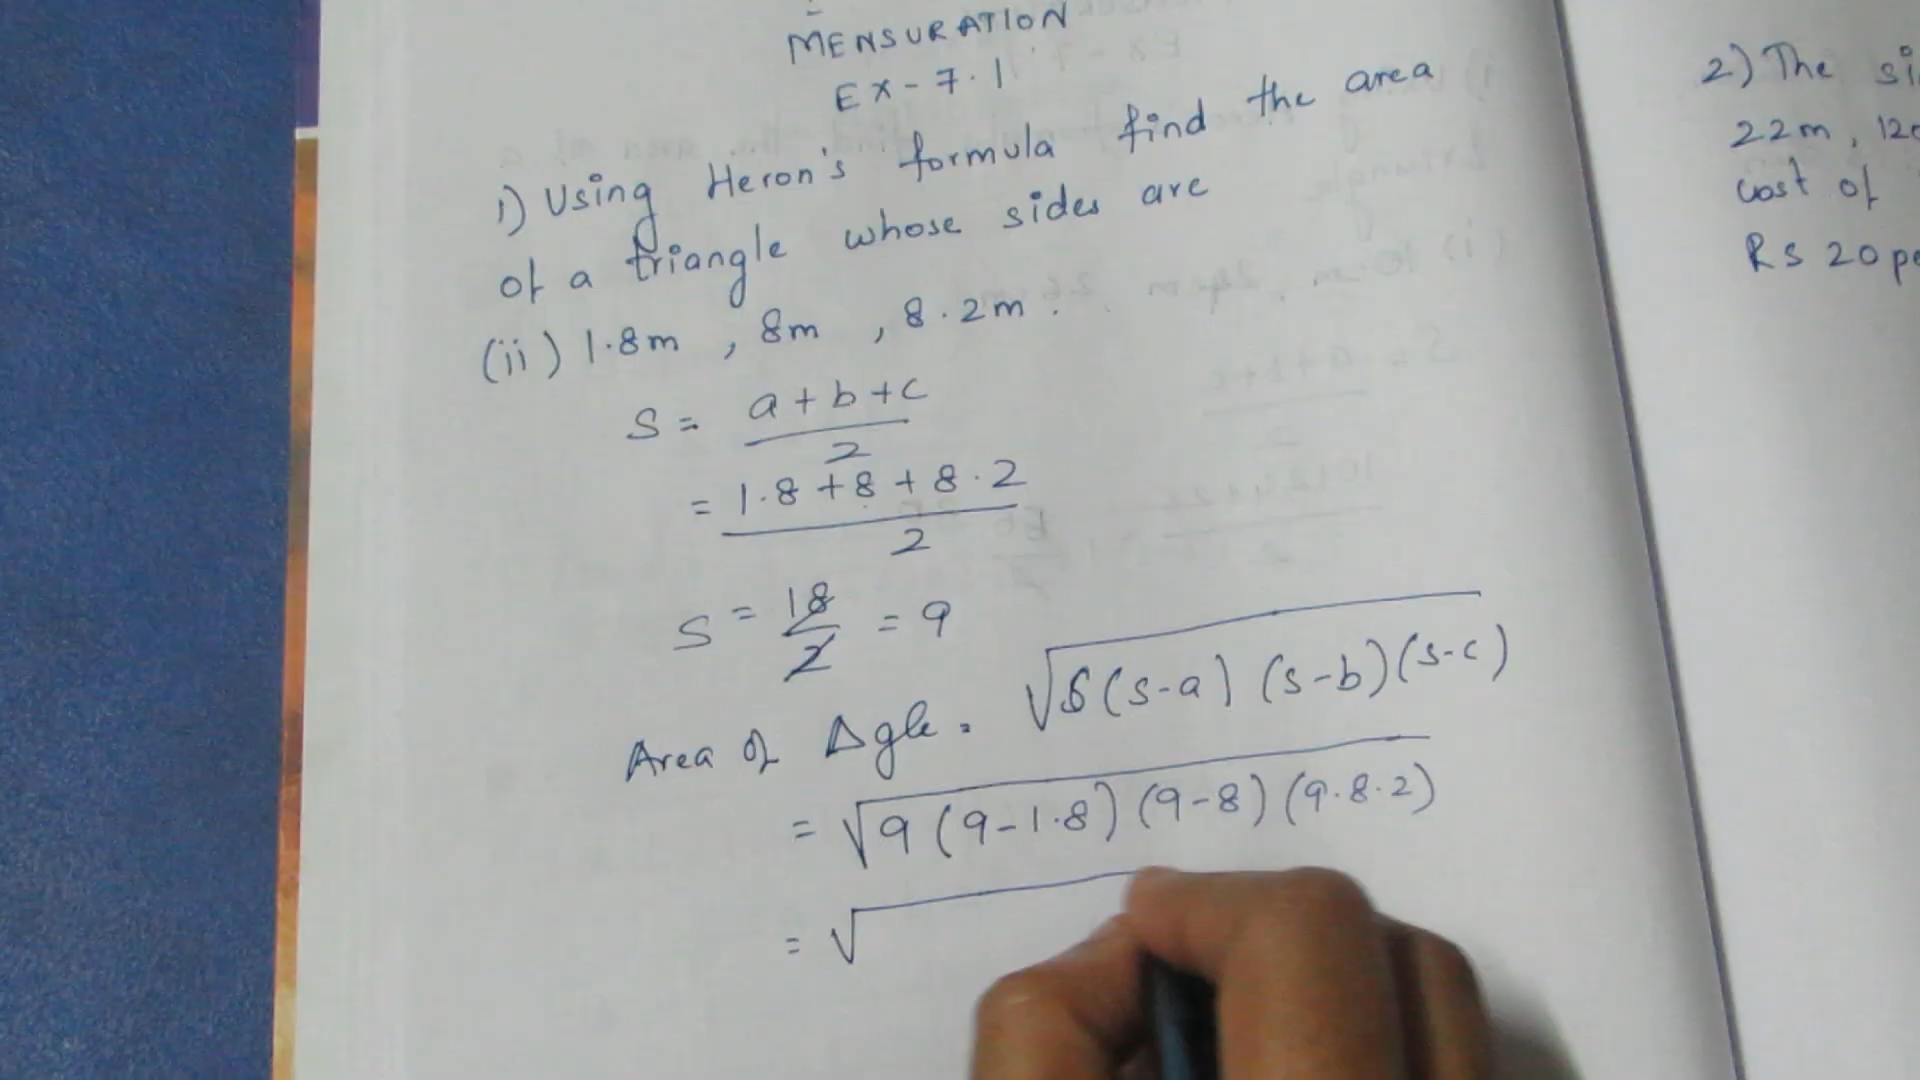 MENSURATION
Ex - 7.1
1) Using Heron's formula find the area
of a triangle whose sides are
(ii) 1.8m , 8m , 8.2m .
S = a+b+c
2
= 1.8 +8 + 8.2
2
S = 18/2 = 9
Area of Δgle = √S(s-a) (s-b)(s-c)
= √9 (9-1.8) (9-8) (9.8.2)
= √
2) The
22m ,
cost of
Rs 20